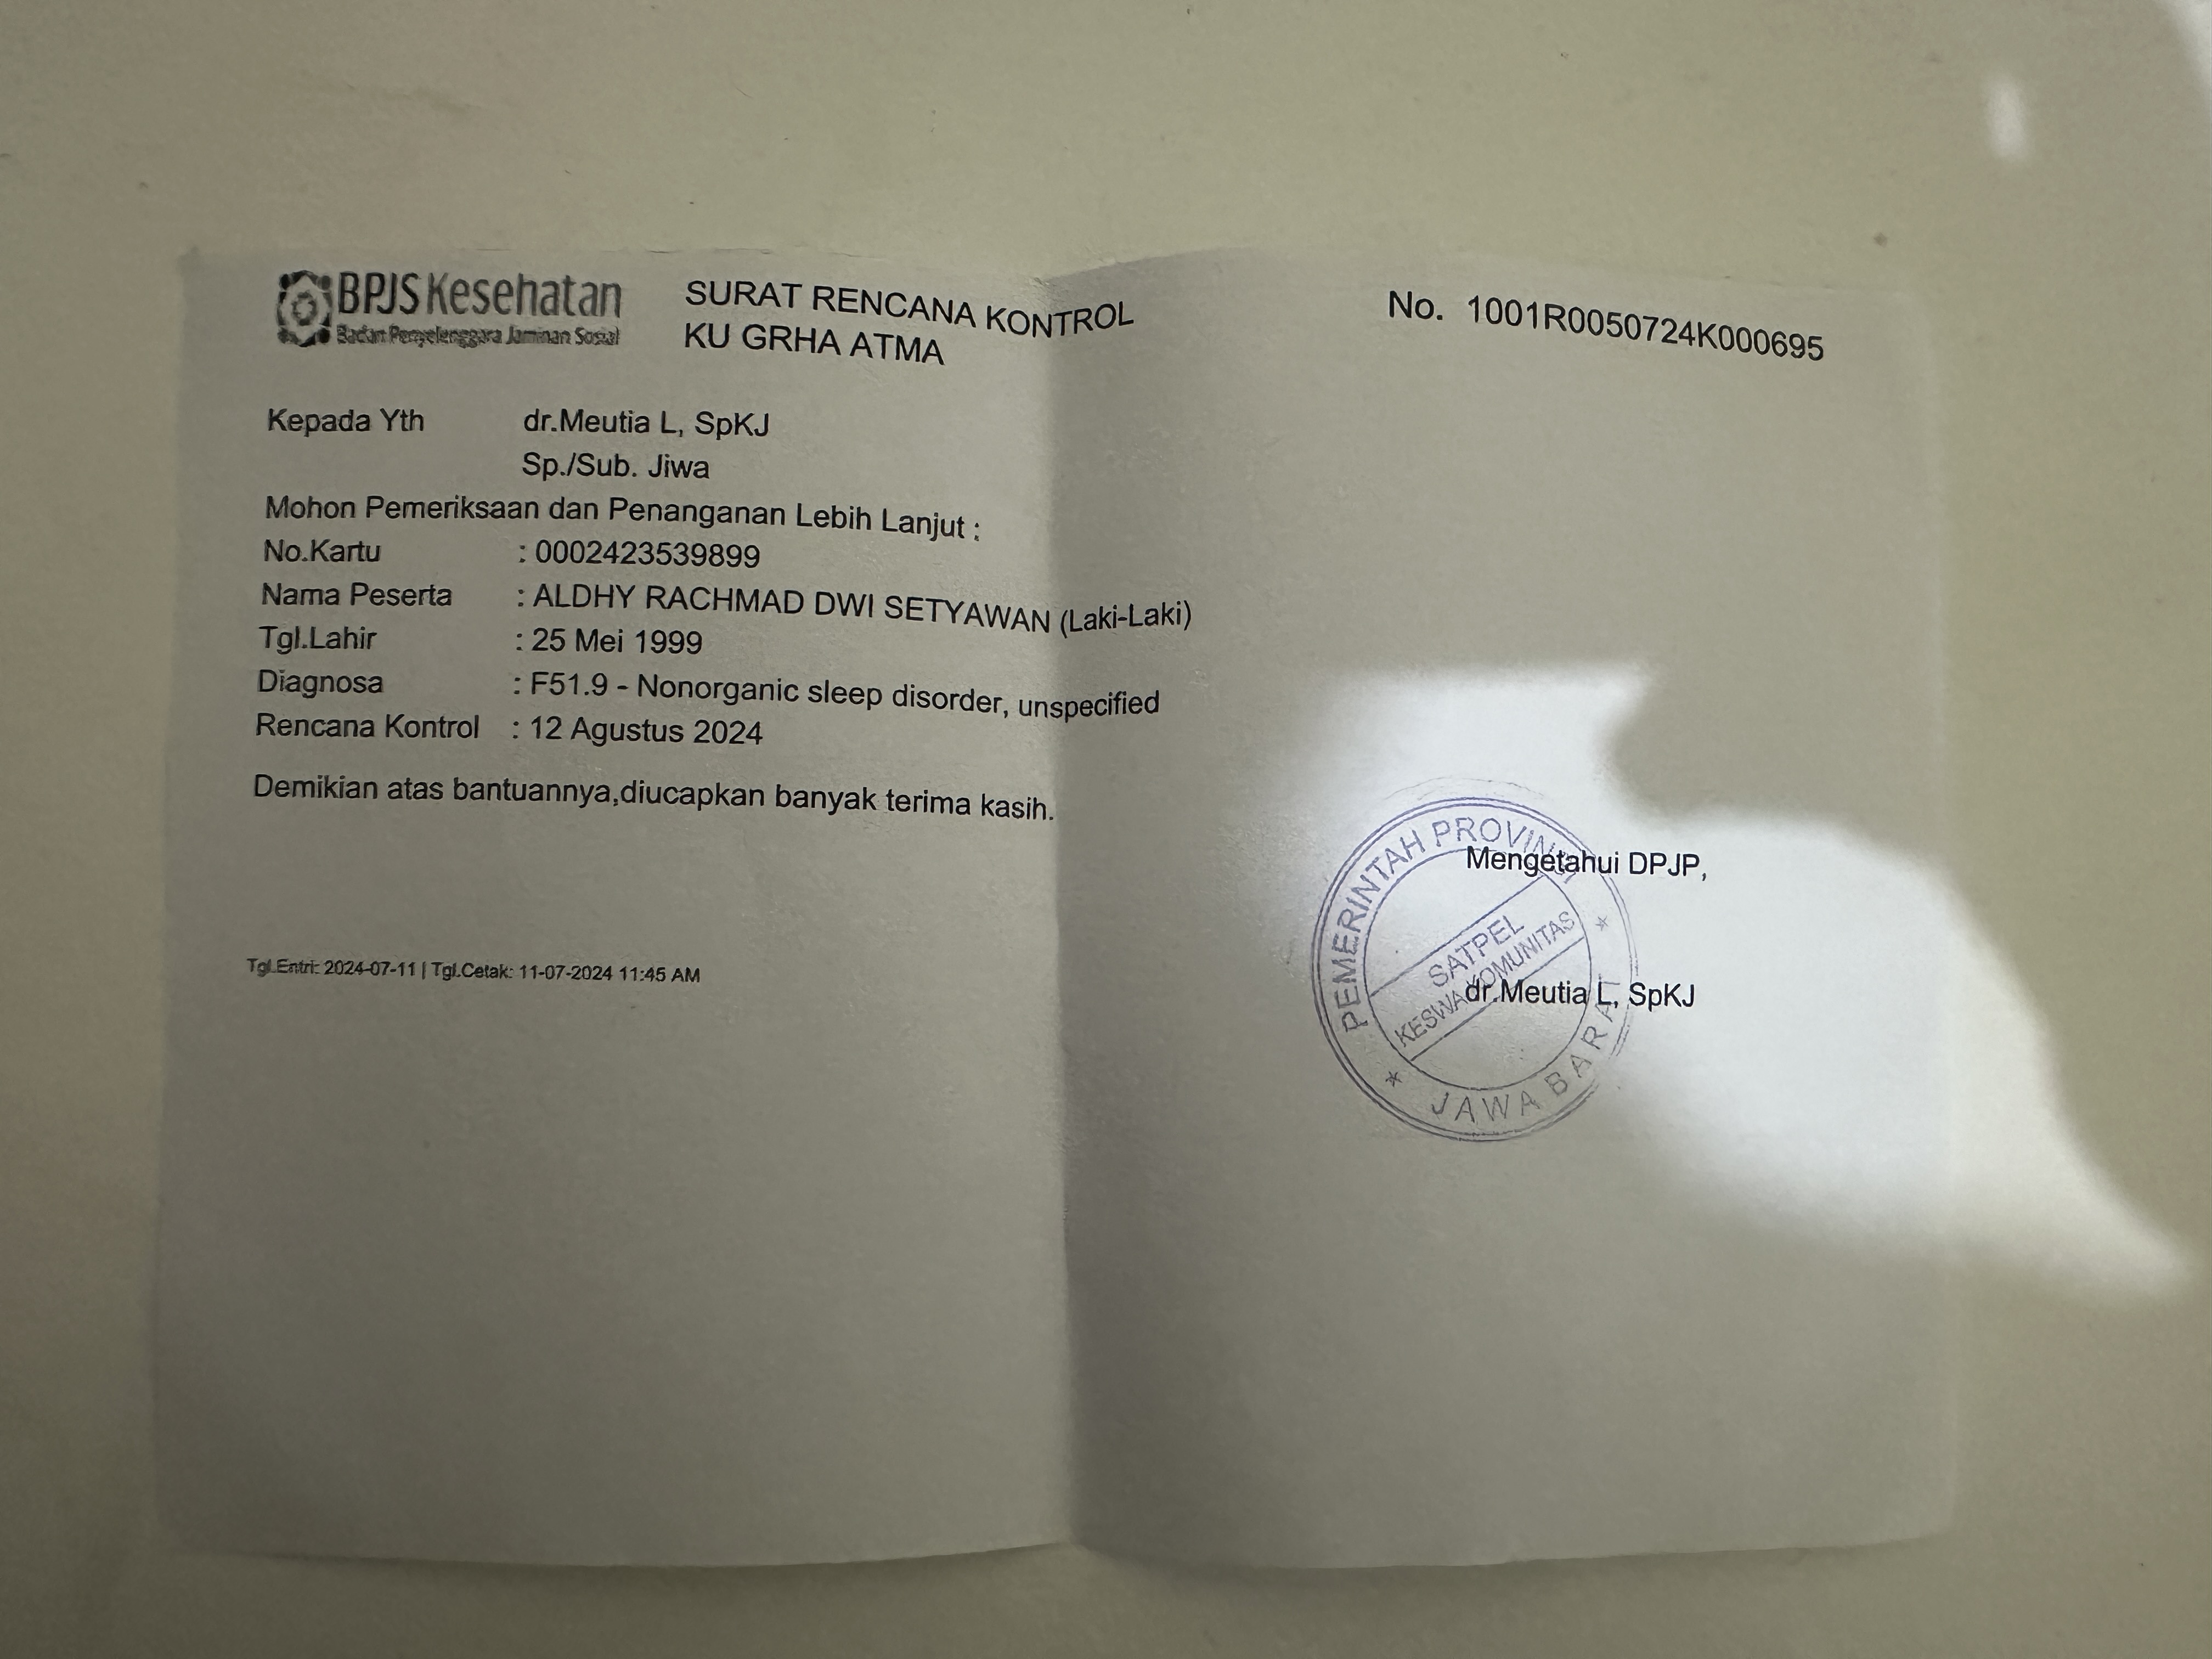 BPJS Kesehatan
Badan Penyelenggara Jaminan Sosial
SURAT RENCANA KONTROL
KU GRHA ATMA
No. 1001R0050724K000695
Kepada Yth dr.Meutia L, SpKJ
Sp./Sub. Jiwa
Mohon Pemeriksaan dan Penanganan Lebih Lanjut :
No.Kartu : 0002423539899
Nama Peserta : ALDHY RACHMAD DWI SETYAWAN (Laki-Laki)
Tgl.Lahir : 25 Mei 1999
Diagnosa : F51.9 - Nonorganic sleep disorder, unspecified
Rencana Kontrol : 12 Agustus 2024
Demikian atas bantuannya,diucapkan banyak terima kasih.
Mengetahui DPJP,
dr.Meutia L, SpKJ
PEMERINTAH PROVINSI
SATPEL
KESWA KOMUNITAS
JAWA BARAT
Tgl.Entri: 2024-07-11 | Tgl.Cetak: 11-07-2024 11:45 AM